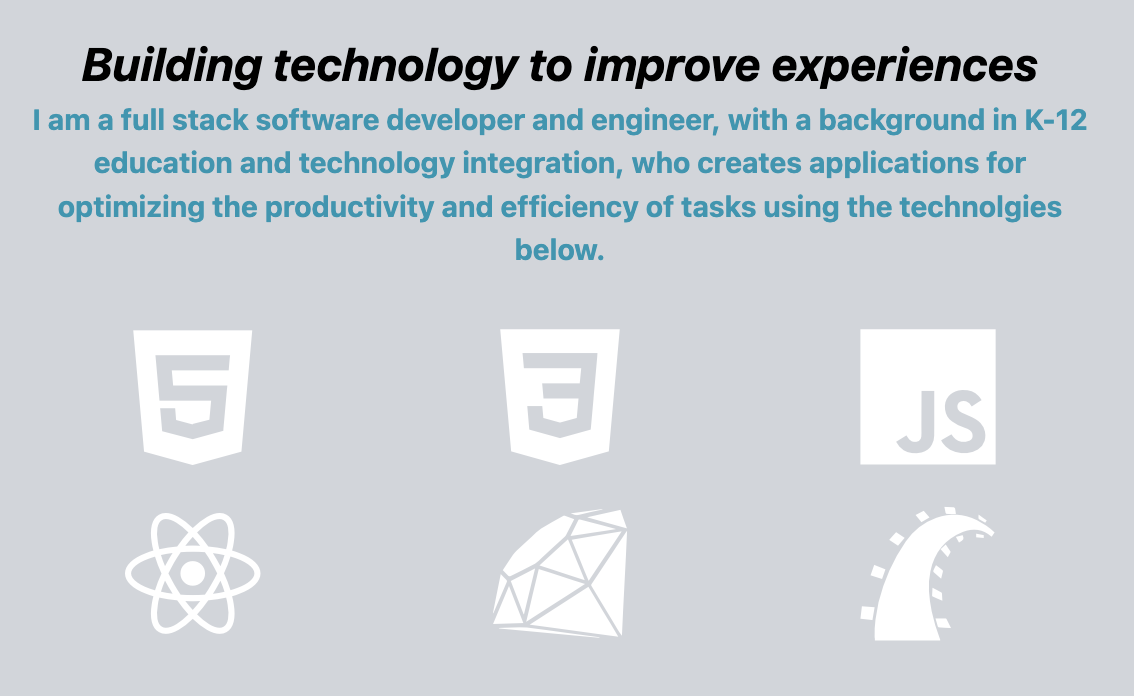 Building technology to improve experiences
I am a full stack software developer and engineer, with a background in K-12
education and technology integration, who creates applications for
optimizing the productivity and efficiency of tasks using the technolgies
below.
5 3 JS